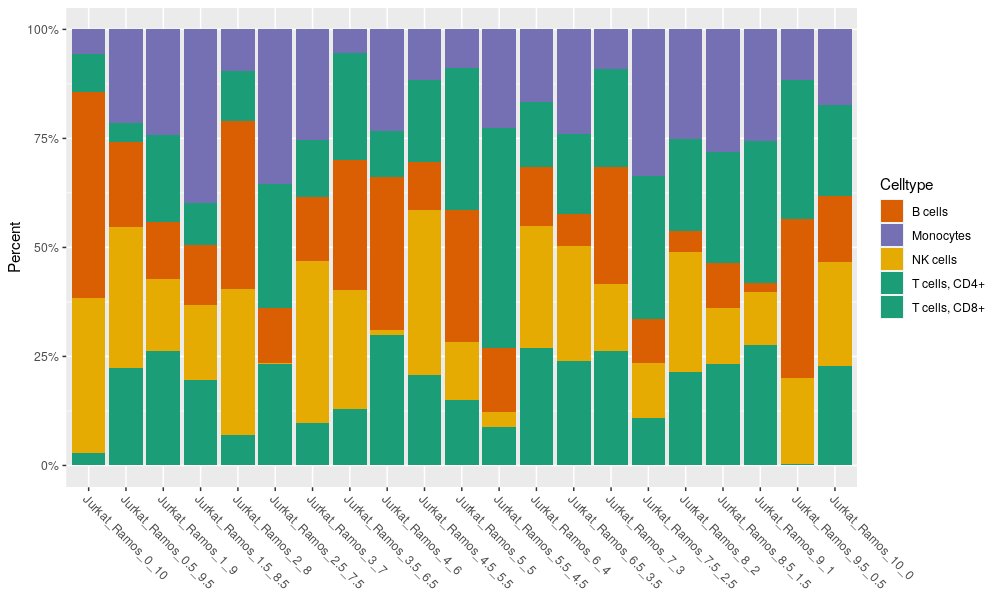 100%
75%
50%
25%
0%
Percent
Jurkat_Ramos_0_10
Jurkat_Ramos_0.5_9.5
Jurkat_Ramos_1_9
Jurkat_Ramos_1.5_8.5
Jurkat_Ramos_2_8
Jurkat_Ramos_2.5_7.5
Jurkat_Ramos_3_7
Jurkat_Ramos_3.5_6.5
Jurkat_Ramos_4_6
Jurkat_Ramos_4.5_5.5
Jurkat_Ramos_5_5
Jurkat_Ramos_5.5_4.5
Jurkat_Ramos_6_4
Jurkat_Ramos_6.5_3.5
Jurkat_Ramos_7_3
Jurkat_Ramos_7.5_2.5
Jurkat_Ramos_8_2
Jurkat_Ramos_8.5_1.5
Jurkat_Ramos_9_1
Jurkat_Ramos_9.5_0.5
Jurkat_Ramos_10_0
Celltype
B cells
Monocytes
NK cells
T cells, CD4+
T cells, CD8+